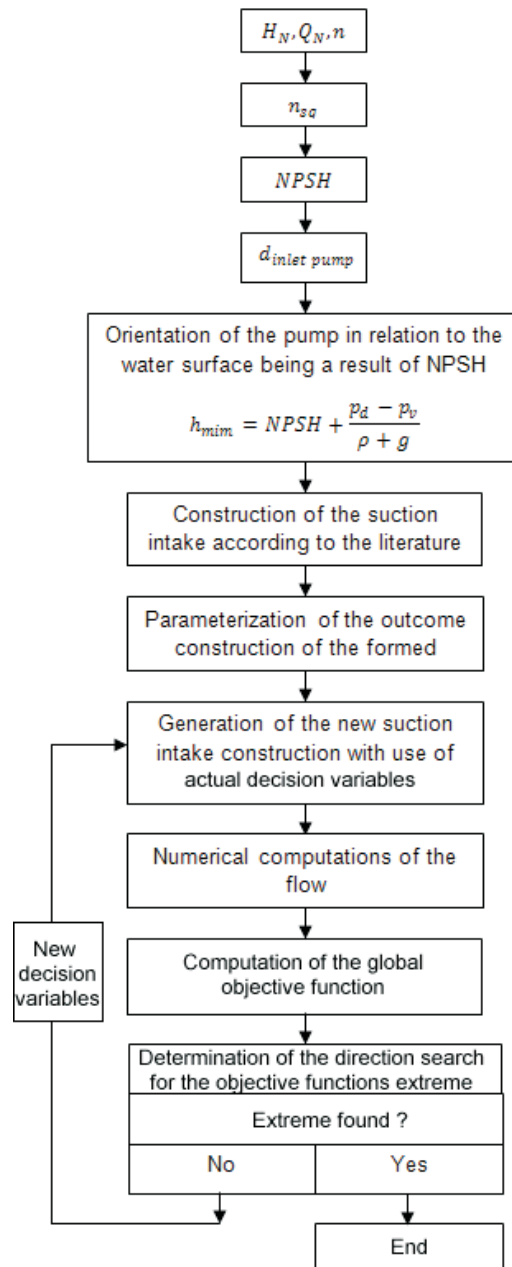 H_N, Q_N, n
n_sq
NPSH
d_inlet pump
Orientation of the pump in relation to the
water surface being a result of NPSH
h_mim = NPSH + (p_d − p_v) / (ρ + g)
Construction of the suction
intake according to the literature
Parameterization of the outcome
construction of the formed
Generation of the new suction
intake construction with use of
actual decision variables
Numerical computations of the
flow
New
decision
variables
Computation of the global
objective function
Determination of the direction search
for the objective functions extreme
Extreme found ?
No
Yes
End